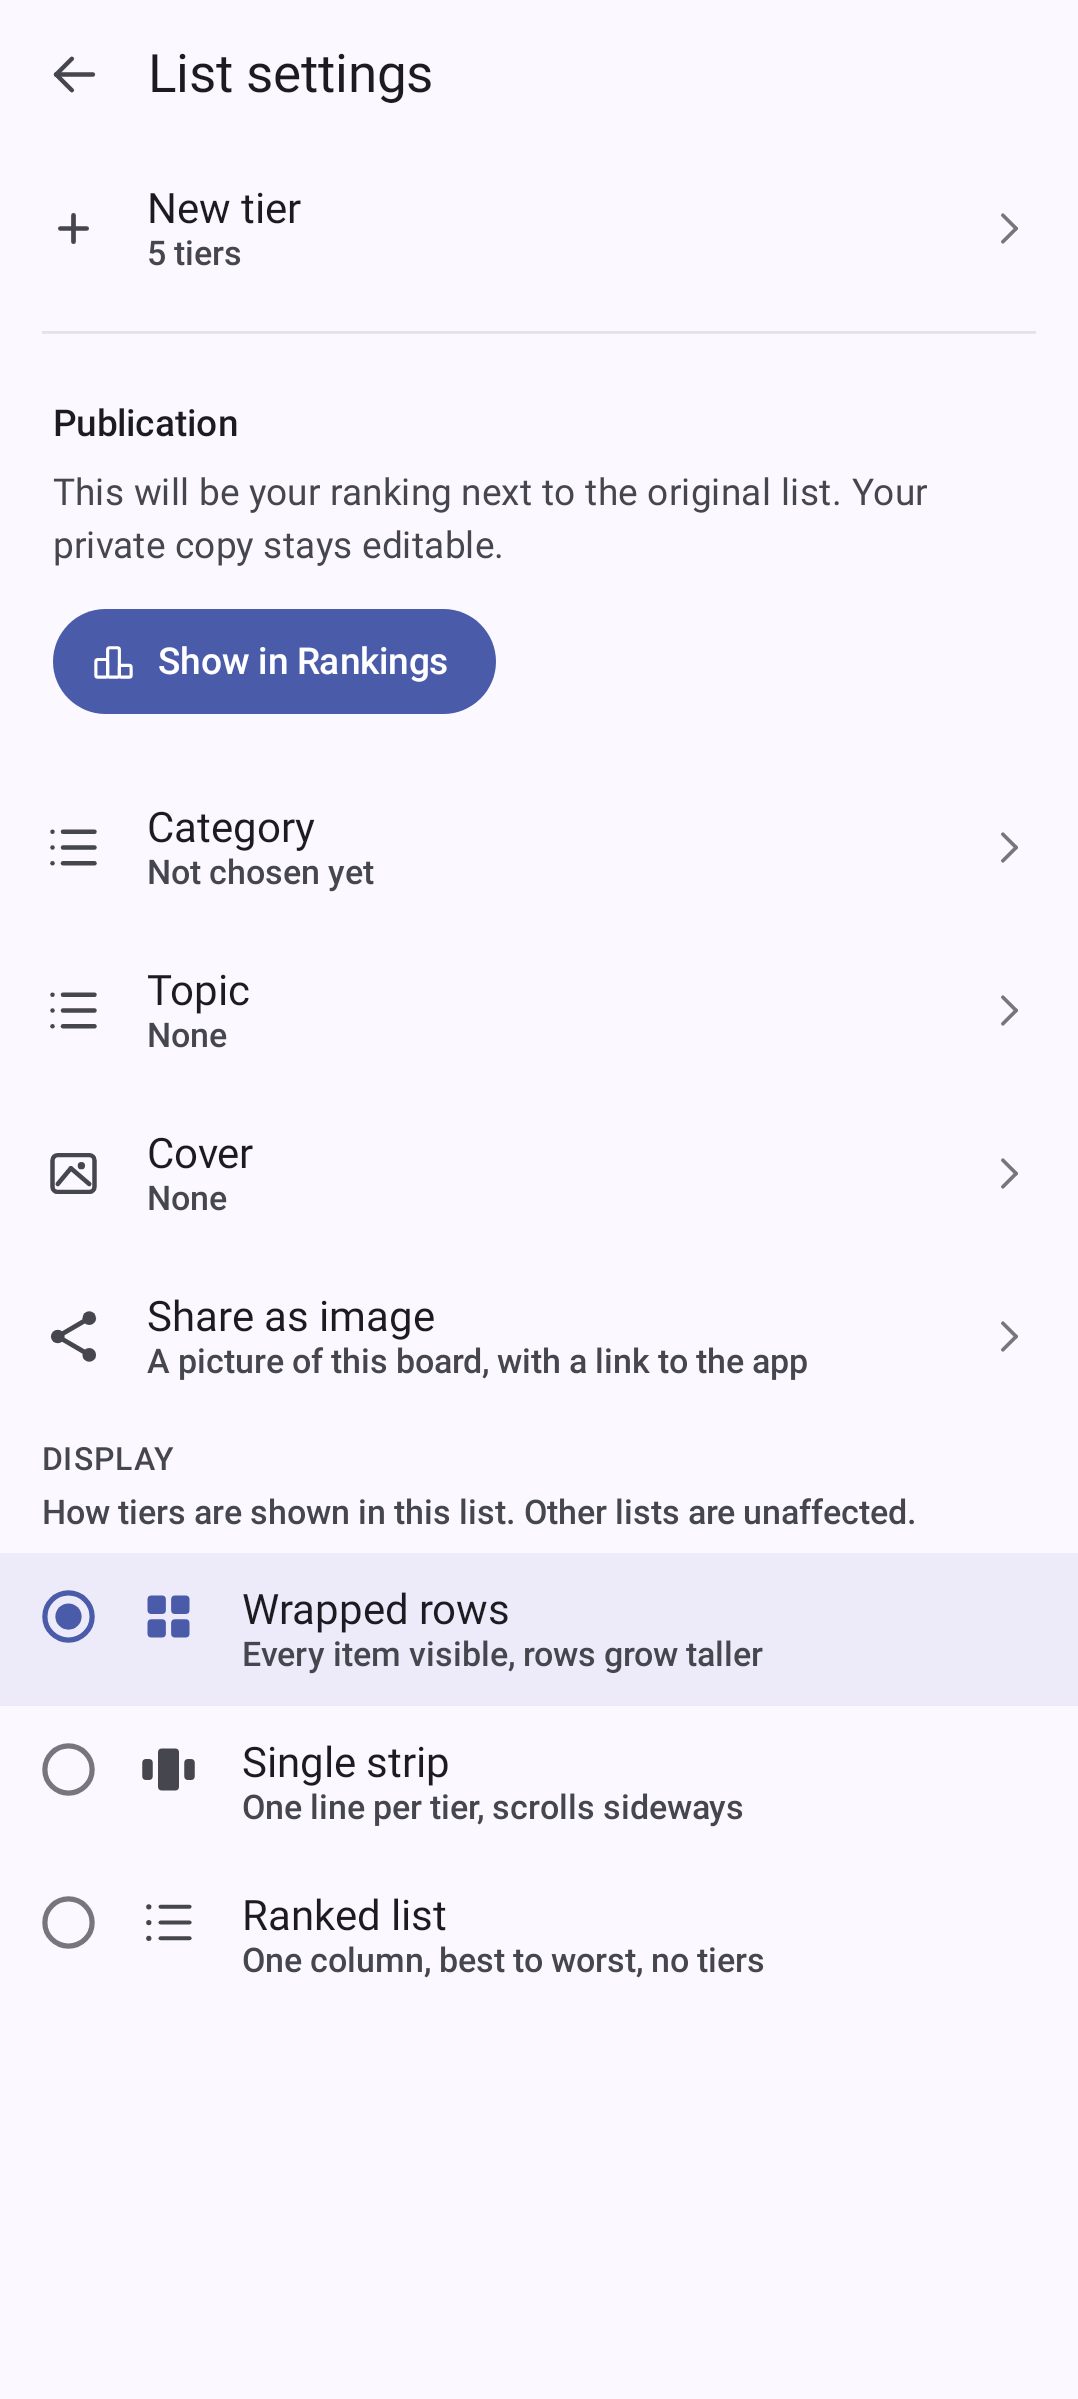 List settings
New tier
5 tiers
Publication
This will be your ranking next to the original list. Your
private copy stays editable.
Show in Rankings
Category
Not chosen yet
Topic
None
Cover
None
Share as image
A picture of this board, with a link to the app
DISPLAY
How tiers are shown in this list. Other lists are unaffected.
Wrapped rows
Every item visible, rows grow taller
Single strip
One line per tier, scrolls sideways
Ranked list
One column, best to worst, no tiers